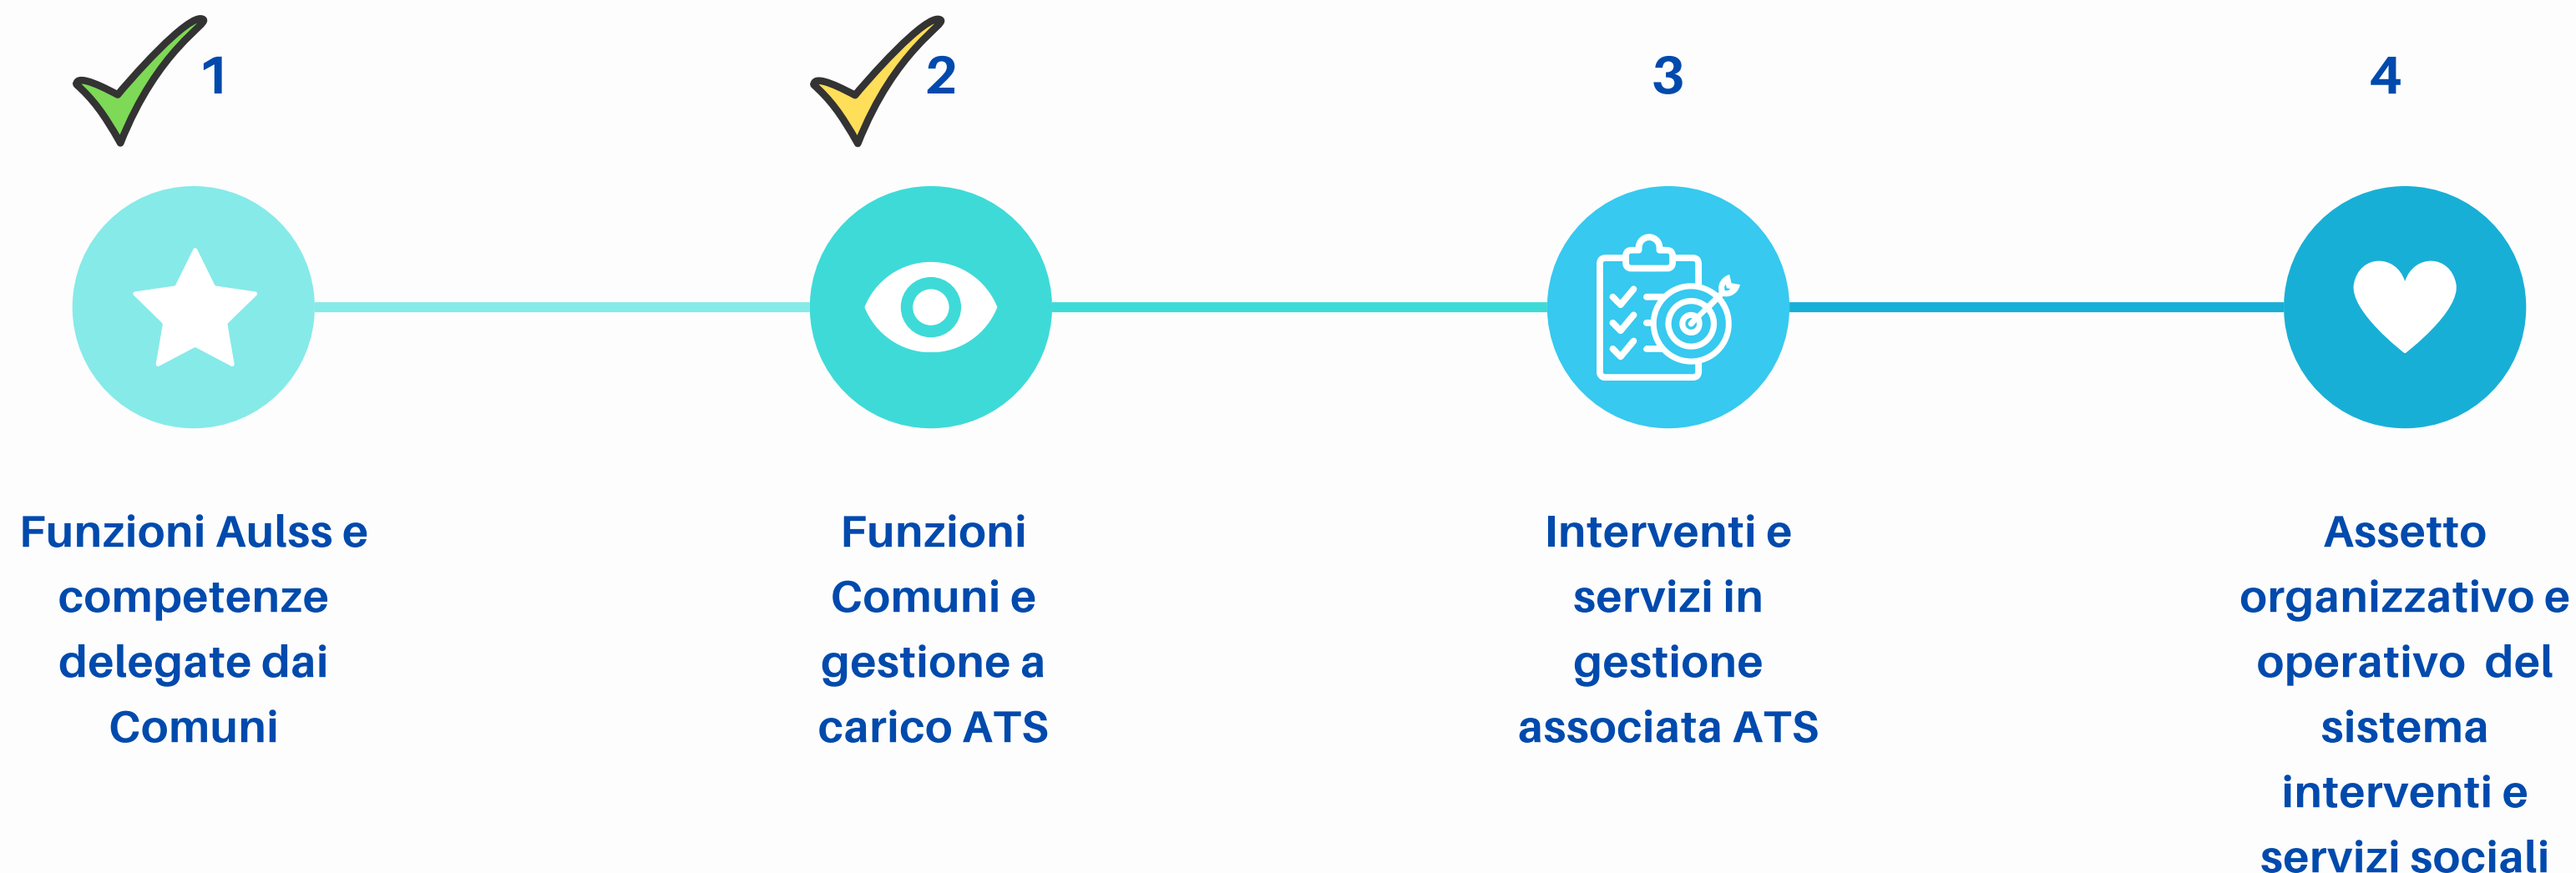 1
2
3
4
Funzioni Aulss e
competenze
delegate dai
Comuni
Funzioni
Comuni e
gestione a
carico ATS
Interventi e
servizi in
gestione
associata ATS
Assetto
organizzativo e
operativo del
sistema
interventi e
servizi sociali